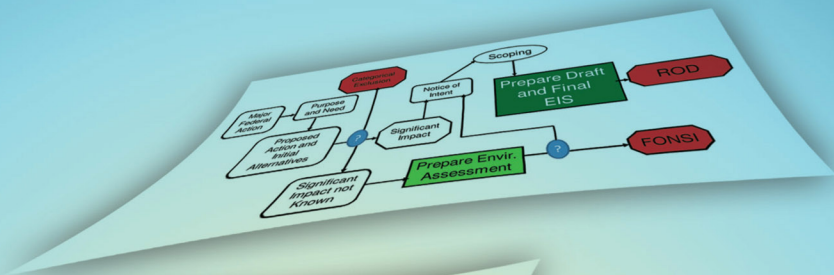 Categorical
Exclusion
Scoping
Major
Federal
Action
Purpose
and Need
Notice of
Intent
Prepare Draft
and Final
EIS
ROD
Proposed
Action and
Initial
Alternatives
?
Significant
Impact
Significant
Impact not
Known
Prepare Envir.
Assessment
?
FONSI